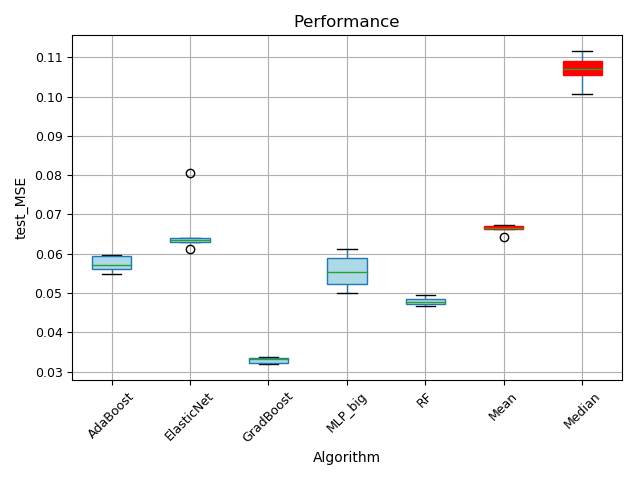 Performance
0.11
0.10
0.09
0.08
0.07
0.06
0.05
0.04
0.03
test_MSE
AdaBoost
ElasticNet
GradBoost
MLP_big
RF
Mean
Median
Algorithm